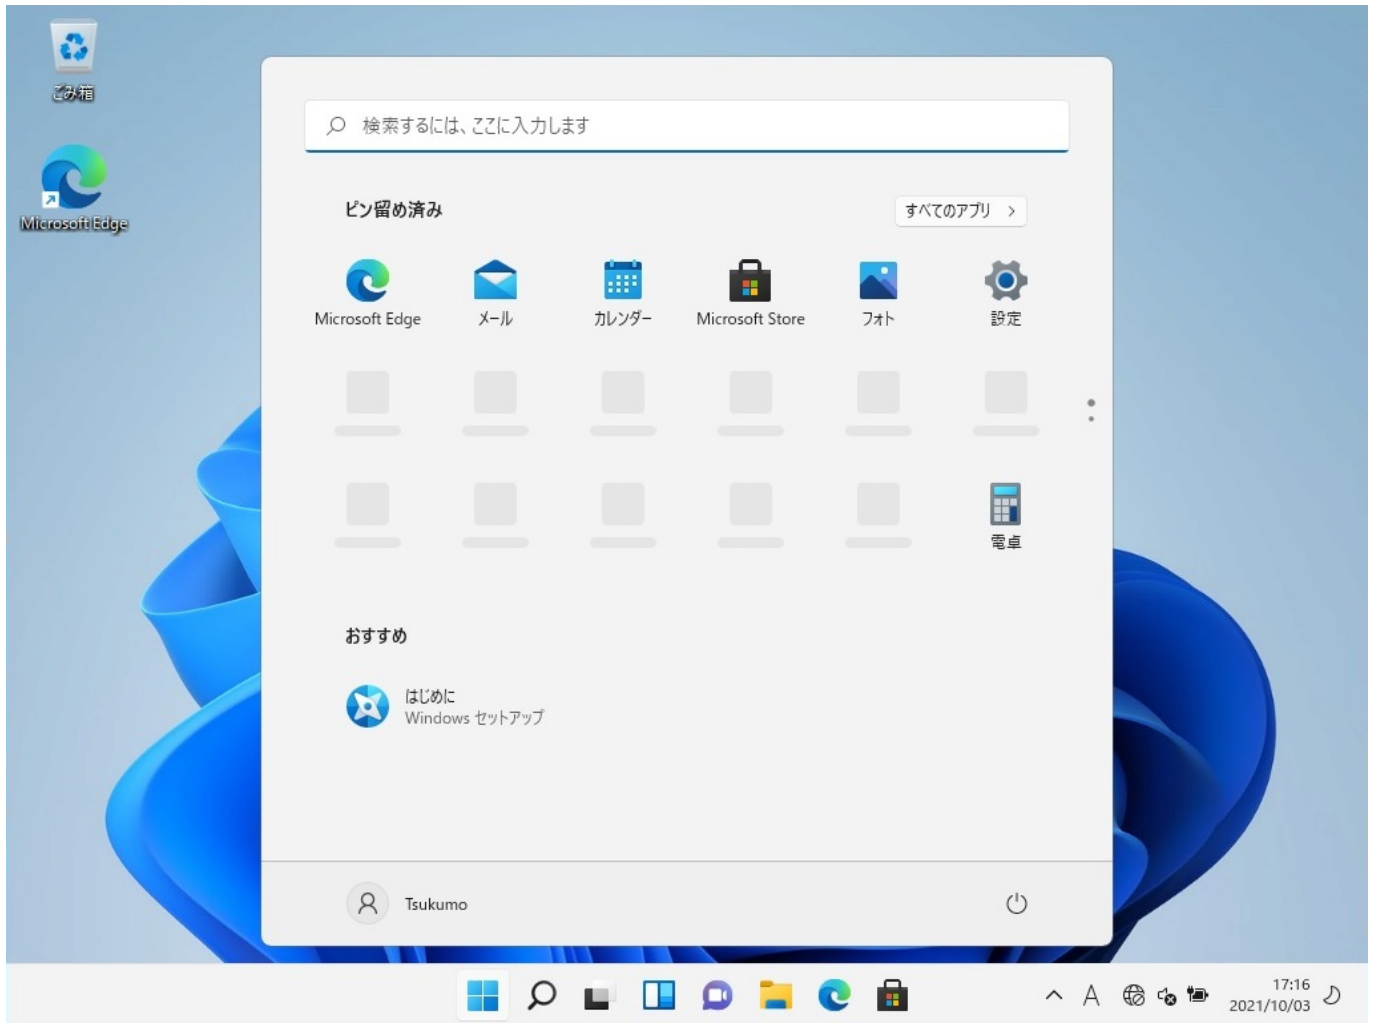 ごみ箱
Microsoft Edge
検索するには、ここに入力します
ピン留め済み
すべてのアプリ
Microsoft Edge
メール
カレンダー
Microsoft Store
フォト
設定
電卓
おすすめ
はじめに
Windows セットアップ
Tsukumo
A
17:16
2021/10/03